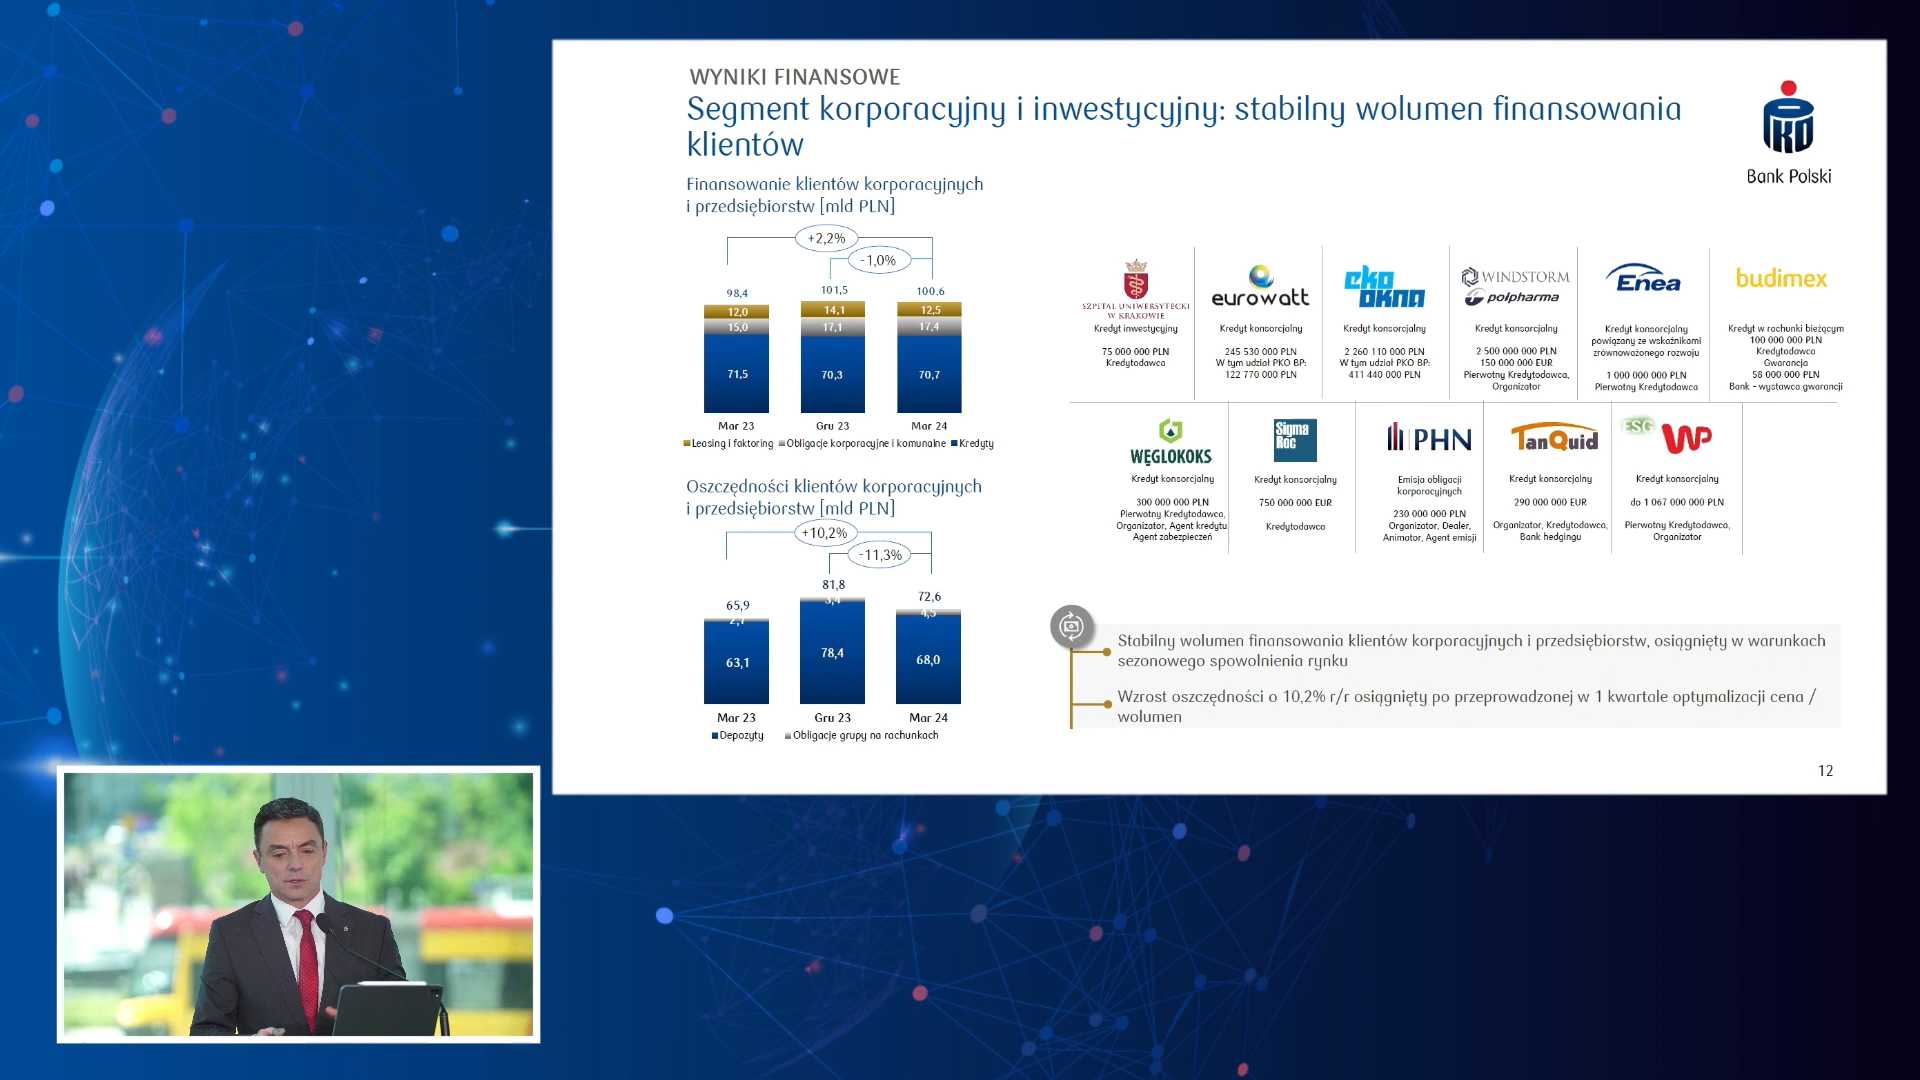 WYNIKI FINANSOWE
Segment korporacyjny i inwestycyjny: stabilny wolumen finansowania
klientów
PKO
Bank Polski
Finansowanie klientów korporacyjnych
i przedsiębiorstw [mld PLN]
+2,2%
-1,0%
98,4 101,5 100,6
12,0 14,1 12,5
15,0 17,1 17,4
71,5 70,3 70,7
Mar 23 Gru 23 Mar 24
Leasing i faktoring Obligacje korporacyjne i komunalne Kredyty
Oszczędności klientów korporacyjnych
i przedsiębiorstw [mld PLN]
+10,2%
-11,3%
65,9 81,8 72,6
2,7 3,4 4,5
63,1 78,4 68,0
Mar 23 Gru 23 Mar 24
Depozyty Obligacje grupy na rachunkach
SZPITAL UNIWERSYTECKI
W KRAKOWIE
Kredyt inwestycyjny
75 000 000 PLN
Kredytodawca
eurowatt
Kredyt konsorcjalny
245 530 000 PLN
W tym udział PKO BP:
122 770 000 PLN
eko
okna
Kredyt konsorcjalny
2 260 110 000 PLN
W tym udział PKO BP:
411 440 000 PLN
WINDSTORM
polpharma
Kredyt konsorcjalny
2 500 000 000 PLN
150 000 000 EUR
Pierwotny Kredytodawca,
Organizator
Enea
Kredyt konsorcjalny
powiązany ze wskaźnikami
zrównoważonego rozwoju
1 000 000 000 PLN
Pierwotny Kredytodawca
budimex
Kredyt w rachunki bieżącym
100 000 000 PLN
Kredytodawca
Gwarancja
58 000 000 PLN
Bank - wystawca gwarancji
WĘGLOKOKS
Kredyt konsorcjalny
300 000 000 PLN
Pierwotny Kredytodawca,
Organizator, Agent kredytu,
Agent zabezpieczeń
Sigma
Roc
Kredyt konsorcjalny
750 000 000 EUR
Kredytodawca
PHN
Emisja obligacji
korporacyjnych
230 000 000 PLN
Organizator, Dealer,
Animator, Agent emisji
TanQuid
Kredyt konsorcjalny
290 000 000 EUR
Organizator, Kredytodawca,
Bank hedgingu
ESG
WP
Kredyt konsorcjalny
do 1 067 000 000 PLN
Pierwotny Kredytodawca,
Organizator
Stabilny wolumen finansowania klientów korporacyjnych i przedsiębiorstw, osiągnięty w warunkach
sezonowego spowolnienia rynku
Wzrost oszczędności o 10,2% r/r osiągnięty po przeprowadzonej w 1 kwartale optymalizacji cena /
wolumen
12